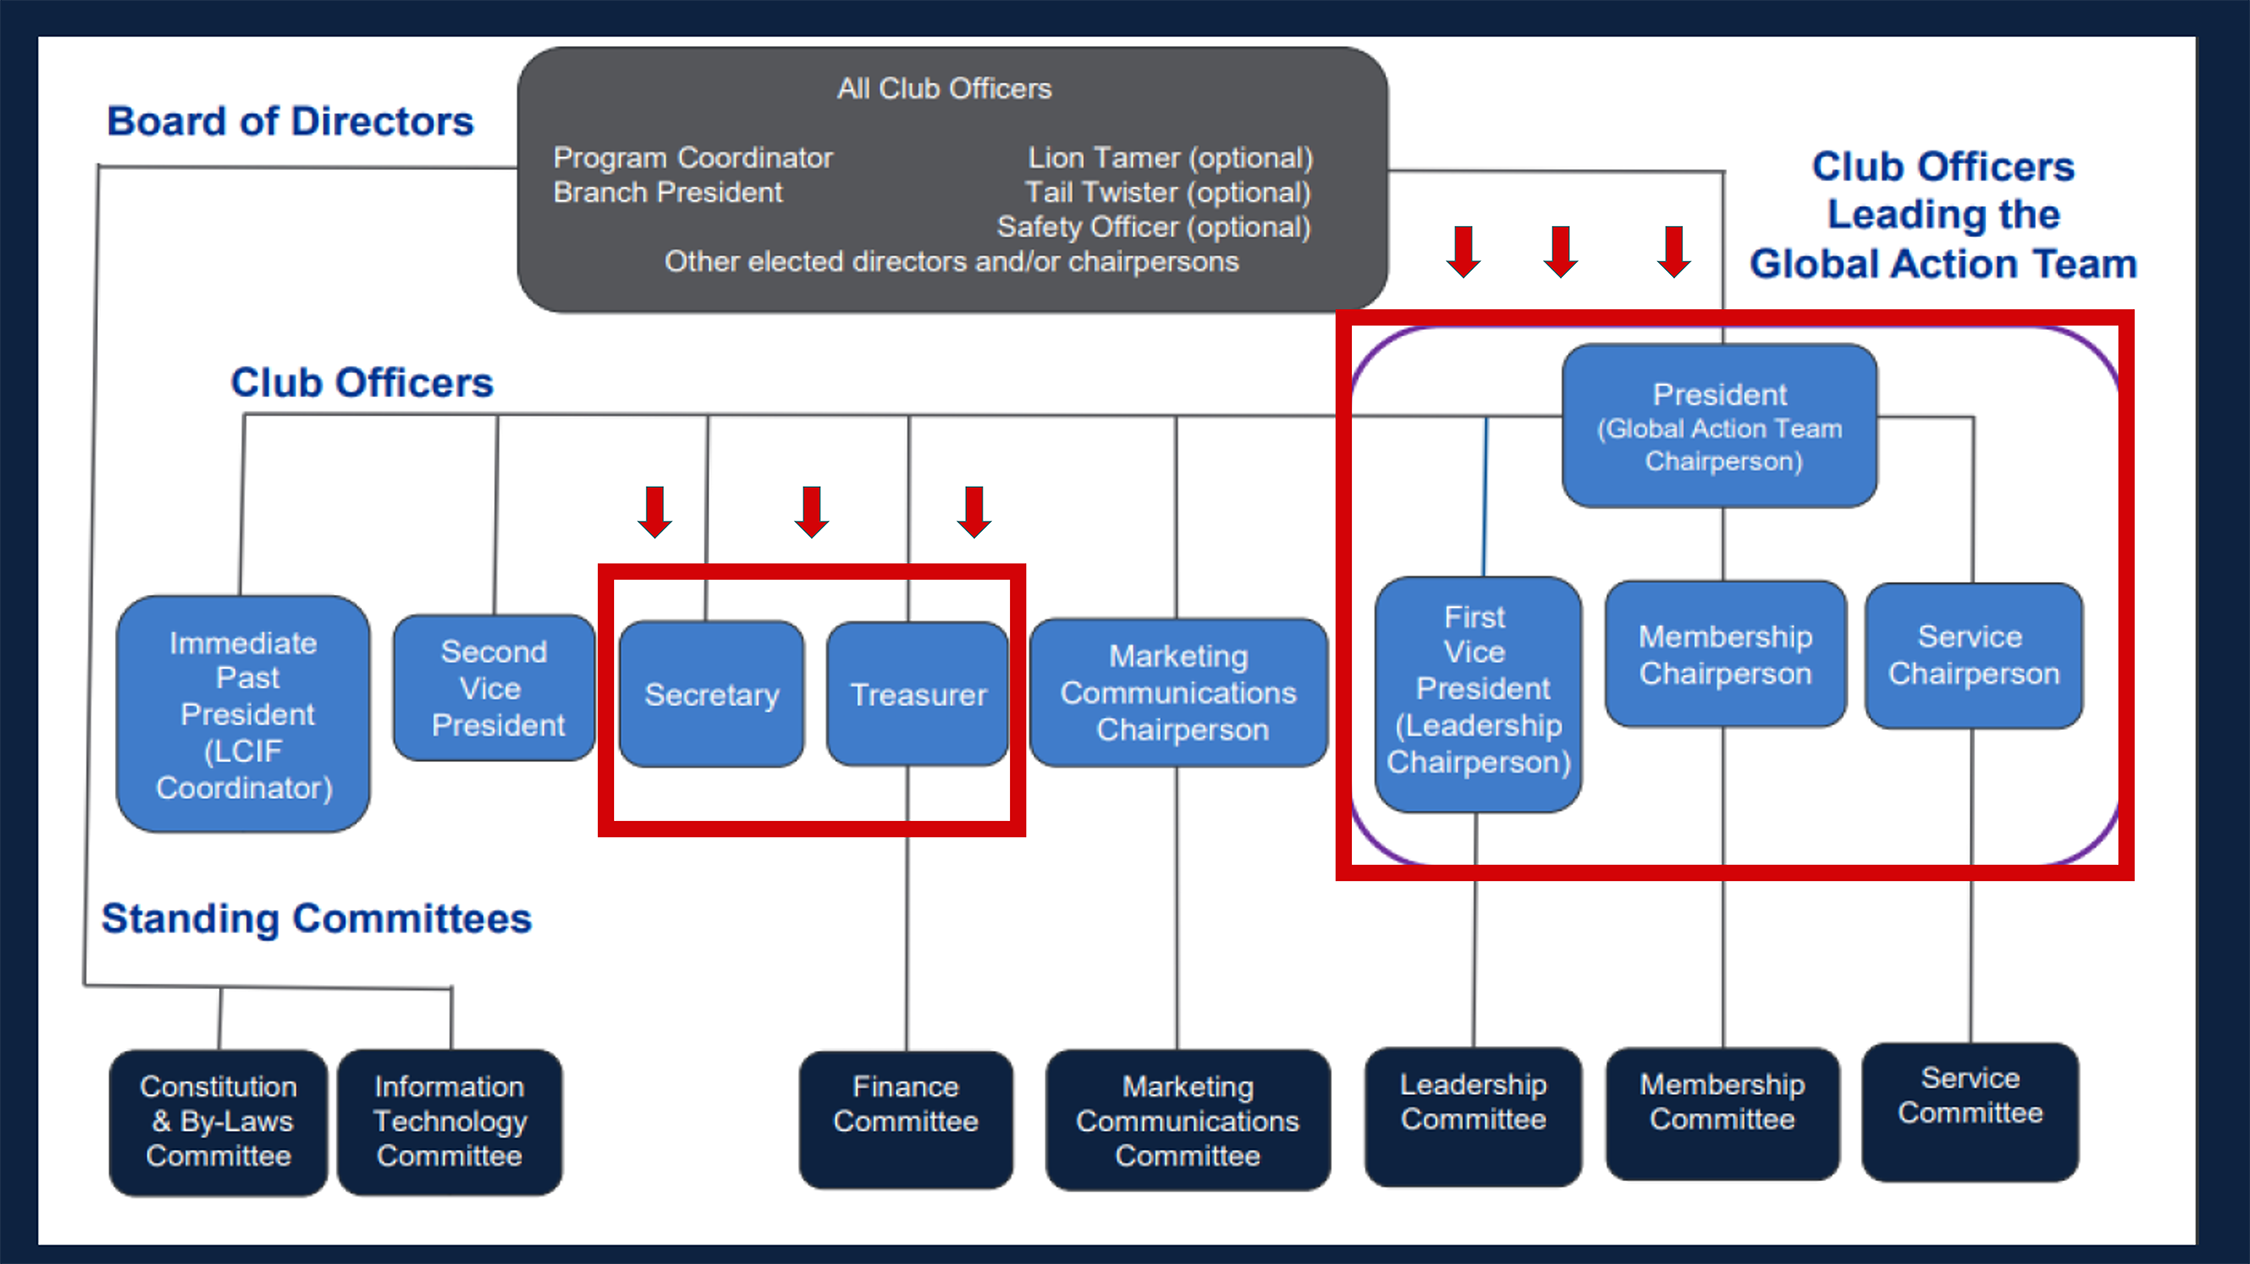 All Club Officers
Board of Directors
Program Coordinator
Lion Tamer (optional)
Branch President
Tail Twister (optional)
Safety Officer (optional)
Other elected directors and/or chairpersons
Club Officers
Leading the
Global Action Team
Club Officers
President
(Global Action Team
Chairperson)
Immediate
Past
President
(LCIF
Coordinator)
Second
Vice
President
Secretary
Treasurer
Marketing
Communications
Chairperson
First
Vice
President
(Leadership
Chairperson)
Membership
Chairperson
Service
Chairperson
Standing Committees
Constitution
& By-Laws
Committee
Information
Technology
Committee
Finance
Committee
Marketing
Communications
Committee
Leadership
Committee
Membership
Committee
Service
Committee